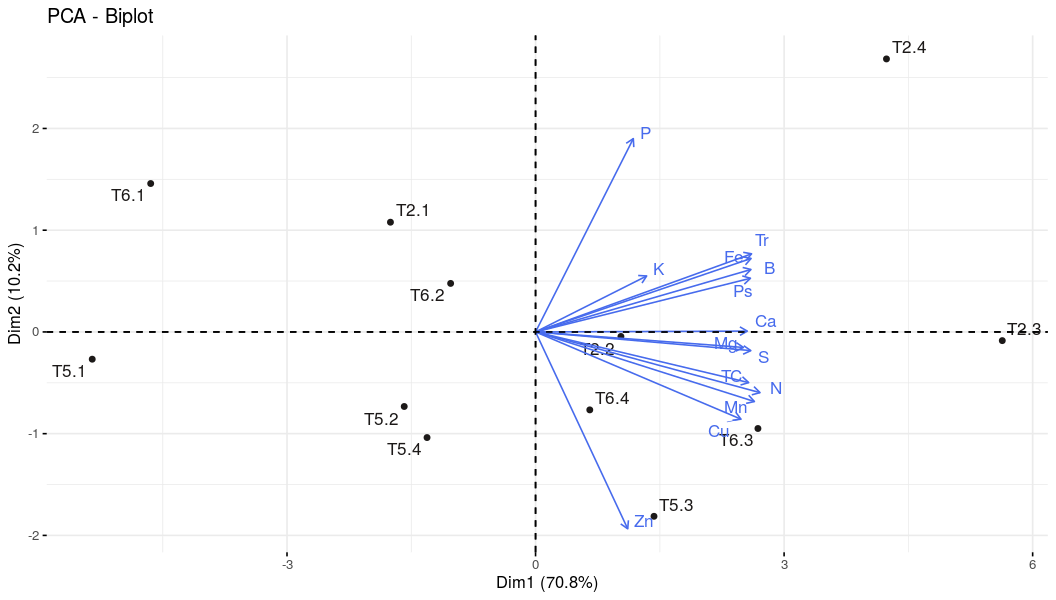 PCA - Biplot
T2.4
2
P
T6.1
T2.1
1
Tr
Fe
B
K
Ps
T6.2
Ca
0
T2.3
Mg
T2.2
S
T5.1
TC
N
T6.4
Mn
T5.2
Cu
T6.3
-1
T5.4
T5.3
Zn
-2
-3
0
3
6
Dim1 (70.8%)
Dim2 (10.2%)